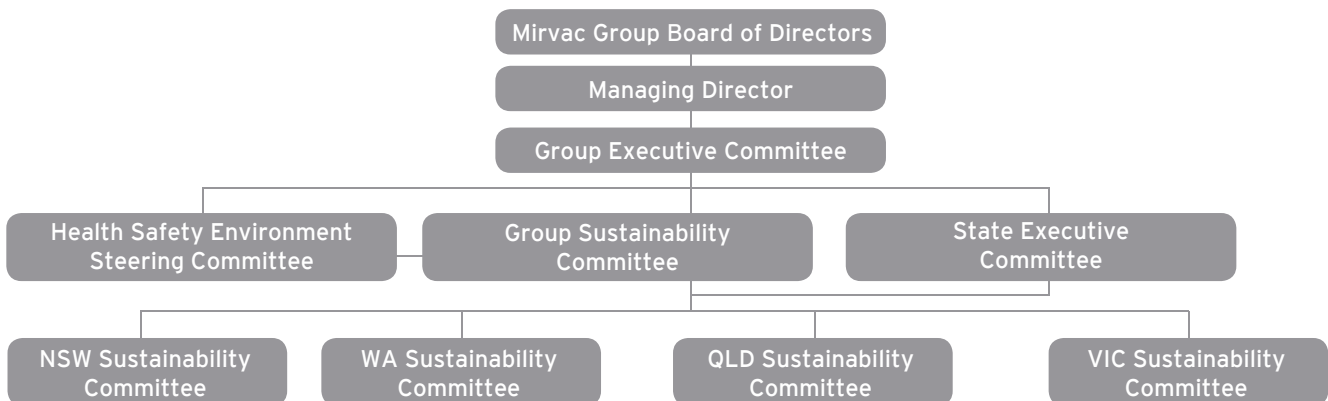 Mirvac Group Board of Directors
Managing Director
Group Executive Committee
Health Safety Environment
Steering Committee
Group Sustainability
Committee
State Executive
Committee
NSW Sustainability
Committee
WA Sustainability
Committee
QLD Sustainability
Committee
VIC Sustainability
Committee